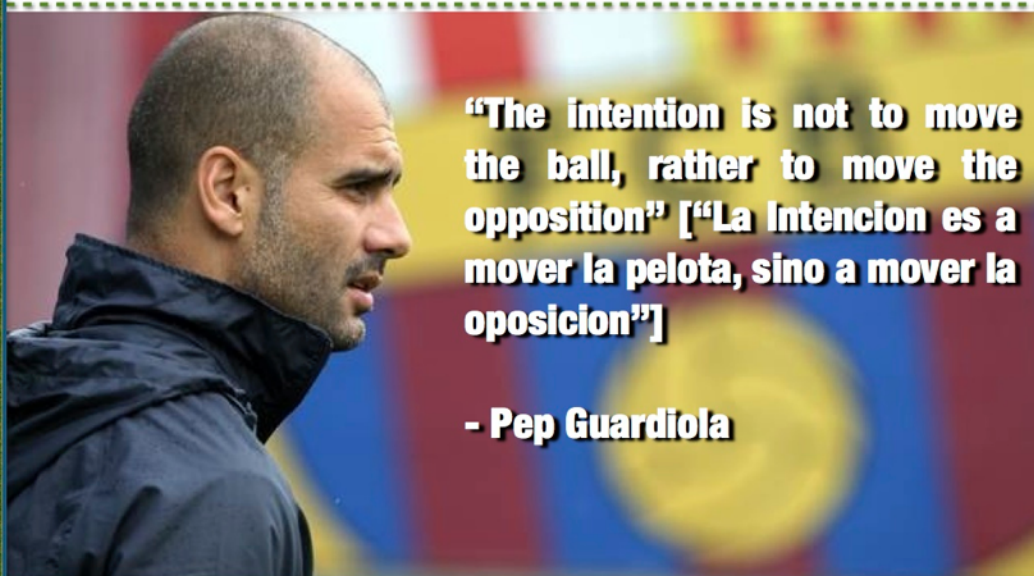 “The intention is not to move
the ball, rather to move the
opposition” [“La Intencion es a
mover la pelota, sino a mover la
oposicion”]
- Pep Guardiola